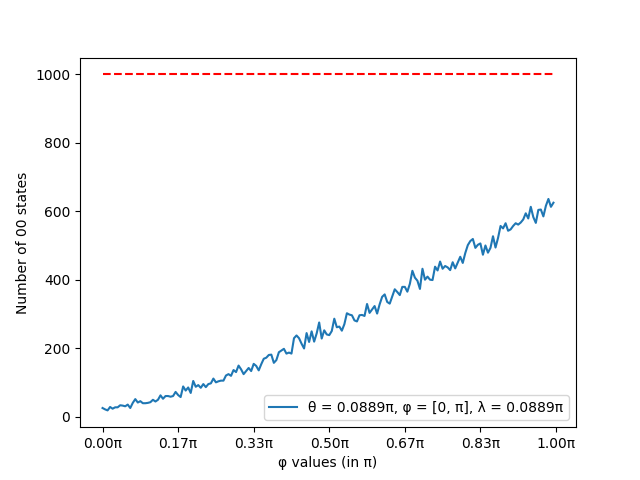 1000
800
600
400
200
0
Number of 00 states
θ = 0.0889π, φ = [0, π], λ = 0.0889π
0.00π 0.17π 0.33π 0.50π 0.67π 0.83π 1.00π
φ values (in π)